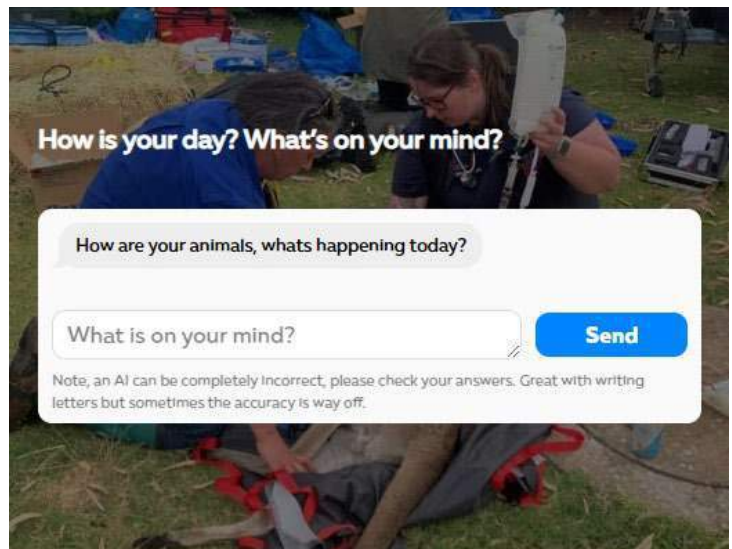 How is your day? What's on your mind?
How are your animals, whats happening today?
What is on your mind?
Send
Note, an AI can be completely incorrect, please check your answers. Great with writing
letters but sometimes the accuracy is way off.